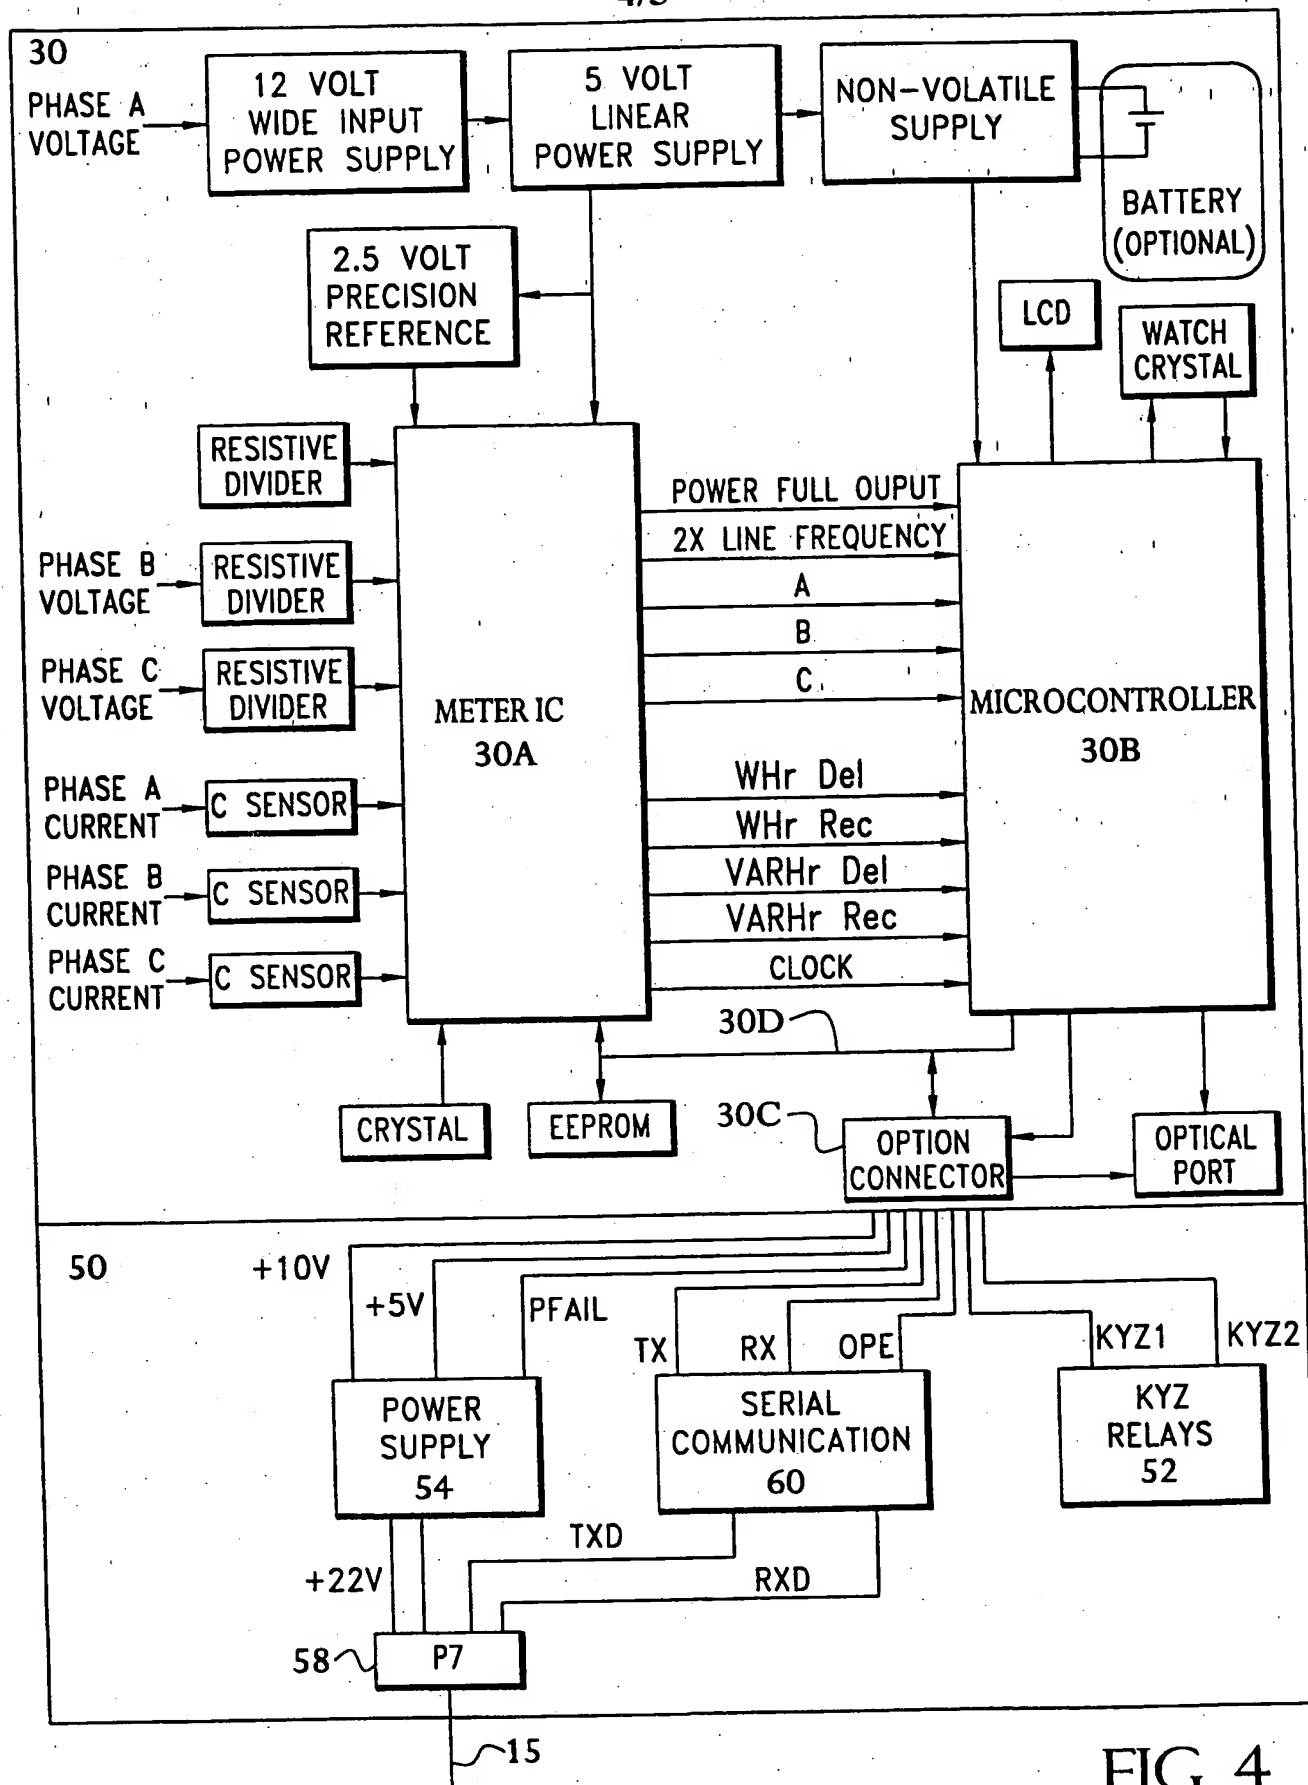 30
PHASE A
VOLTAGE
12 VOLT
WIDE INPUT
POWER SUPPLY
5 VOLT
LINEAR
POWER SUPPLY
NON-VOLATILE
SUPPLY
BATTERY
(OPTIONAL)
2.5 VOLT
PRECISION
REFERENCE
LCD
WATCH
CRYSTAL
RESISTIVE
DIVIDER
PHASE B
VOLTAGE
RESISTIVE
DIVIDER
PHASE C
VOLTAGE
RESISTIVE
DIVIDER
PHASE A
CURRENT
C SENSOR
PHASE B
CURRENT
C SENSOR
PHASE C
CURRENT
C SENSOR
METER IC
30A
POWER FULL OUPUT
2X LINE FREQUENCY
A
B
C
WHr Del
WHr Rec
VARHr Del
VARHr Rec
CLOCK
MICROCONTROLLER
30B
30D
CRYSTAL
EEPROM
30C
OPTION
CONNECTOR
OPTICAL
PORT
50
+10V
+5V
PFAIL
TX
RX
OPE
KYZ1
KYZ2
POWER
SUPPLY
54
SERIAL
COMMUNICATION
60
KYZ
RELAYS
52
TXD
+22V
RXD
58
P7
15
FIG. 4